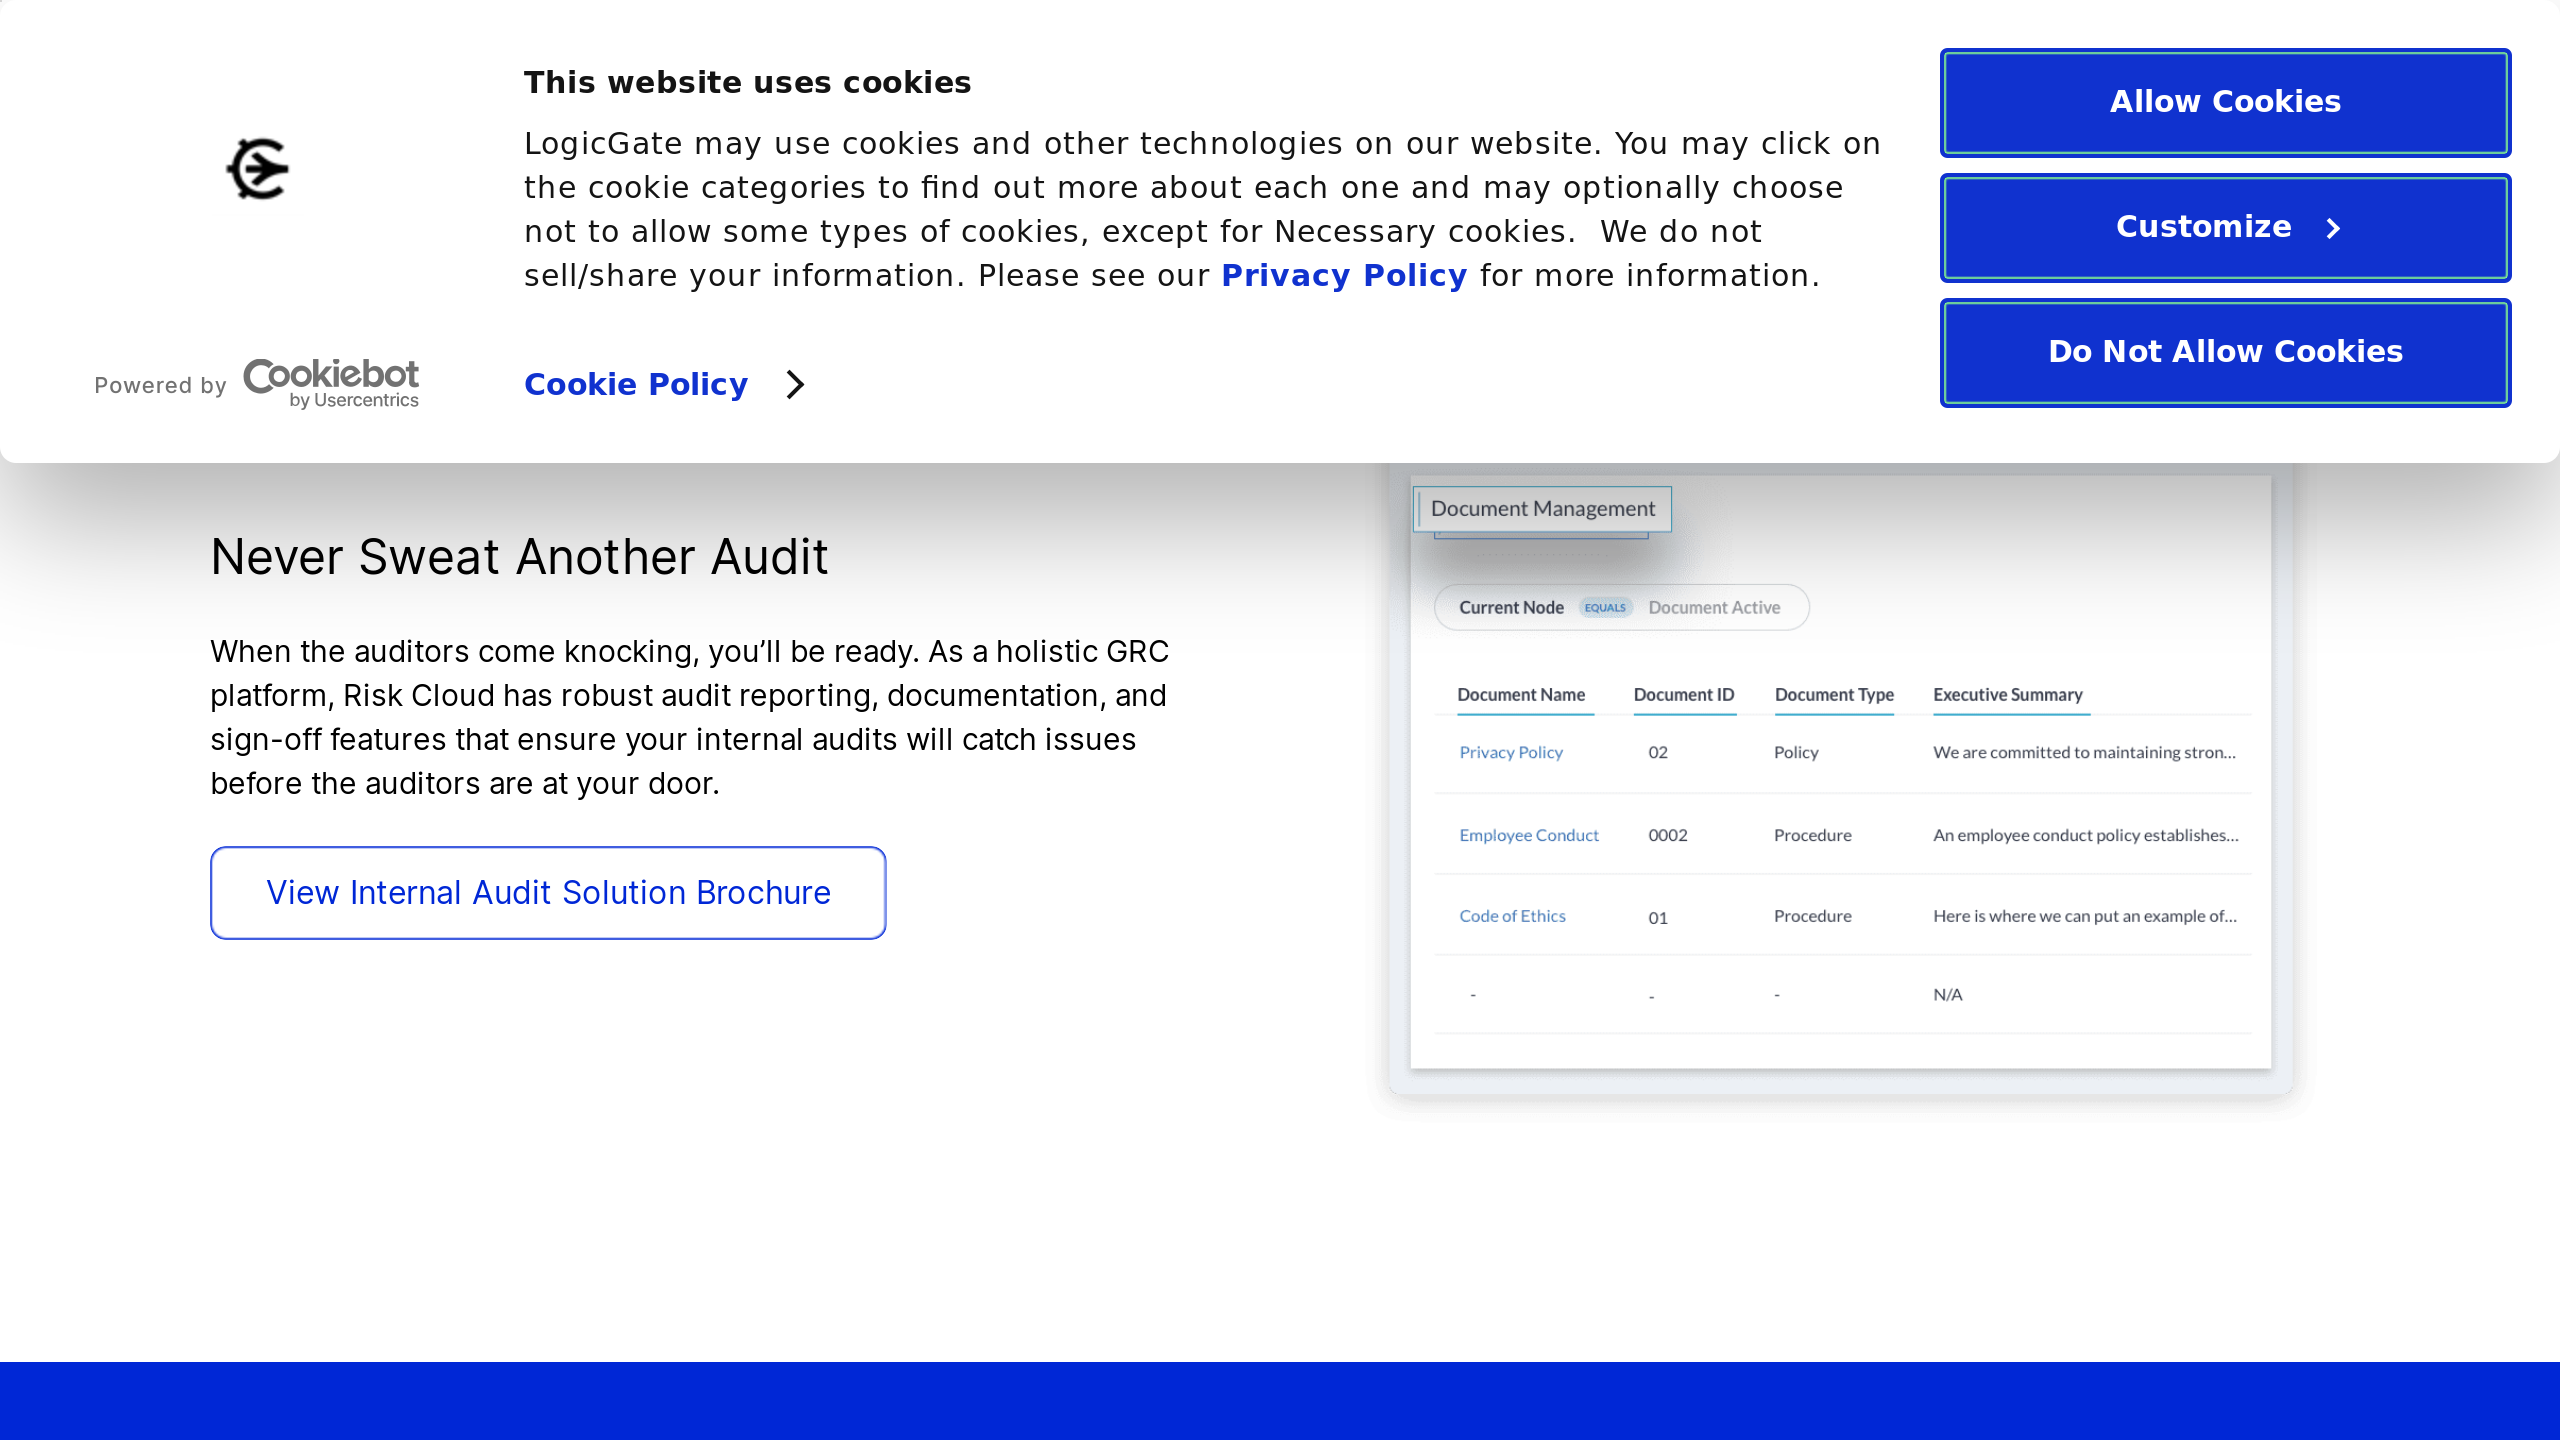 This website uses cookies
LogicGate may use cookies and other technologies on our website. You may click on
the cookie categories to find out more about each one and may optionally choose
not to allow some types of cookies, except for Necessary cookies.  We do not
sell/share your information. Please see our Privacy Policy for more information.
Powered by Cookiebot
by Usercentrics
Cookie Policy
Allow Cookies
Customize
Do Not Allow Cookies
Never Sweat Another Audit
When the auditors come knocking, you’ll be ready. As a holistic GRC
platform, Risk Cloud has robust audit reporting, documentation, and
sign-off features that ensure your internal audits will catch issues
before the auditors are at your door.
View Internal Audit Solution Brochure
Document Management
Current Node EQUALS Document Active
Document Name Document ID Document Type Executive Summary
Privacy Policy 02 Policy We are committed to maintaining stron...
Employee Conduct 0002 Procedure An employee conduct policy establishes...
Code of Ethics 01 Procedure Here is where we can put an example of...
- - - N/A